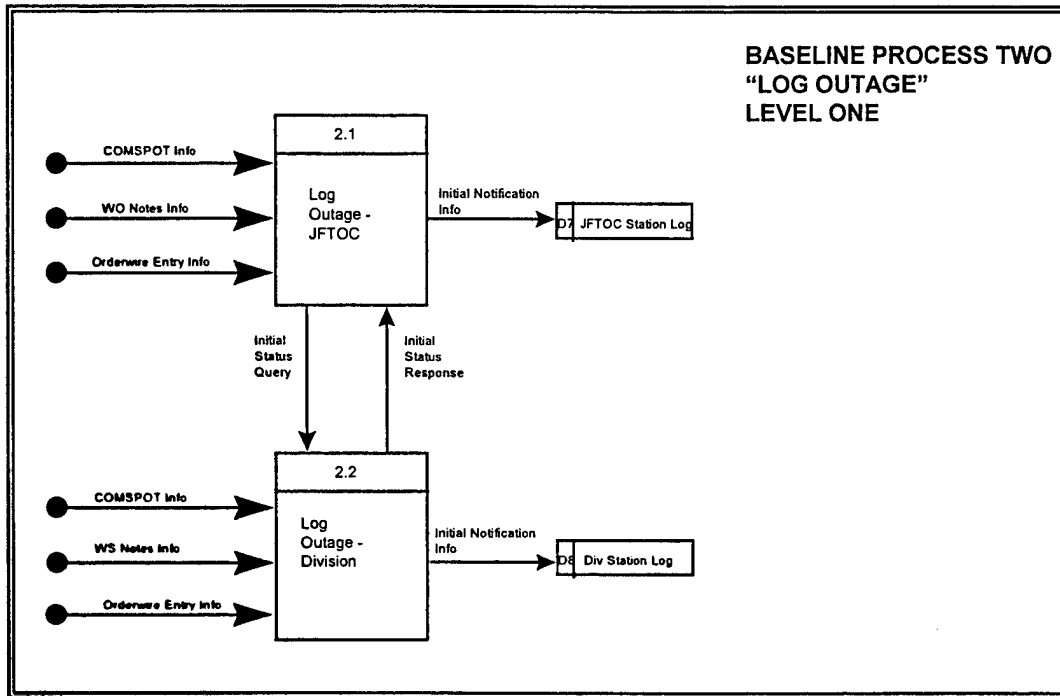 BASELINE PROCESS TWO
“LOG OUTAGE”
LEVEL ONE
2.1
COMSPOT Info
WO Notes Info
Orderwire Entry Info
Log
Outage -
JFTOC
Initial Notification
Info
D7 JFTOC Station Log
Initial
Status
Query
Initial
Status
Response
2.2
COMSPOT Info
WS Notes Info
Orderwire Entry Info
Log
Outage -
Division
Initial Notification
Info
D8 Div Station Log